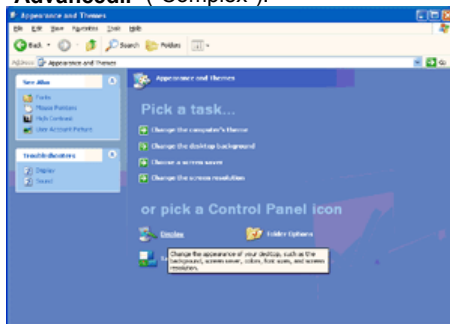 Advanced..." ("Complex").
Appearance and Themes
File Edit View Favorites Tools Help
Back Search Folders
Address Appearance and Themes Go
See Also
Fonts
Mouse Pointers
High Contrast
User Account Picture
Troubleshooters
Display
Sound
Appearance and Themes
Pick a task...
Change the computer's theme
Change the desktop background
Choose a screen saver
Change the screen resolution
or pick a Control Panel icon
Display
Folder Options
Change the appearance of your desktop, such as the
background, screen saver, colors, font sizes, and screen
resolution.